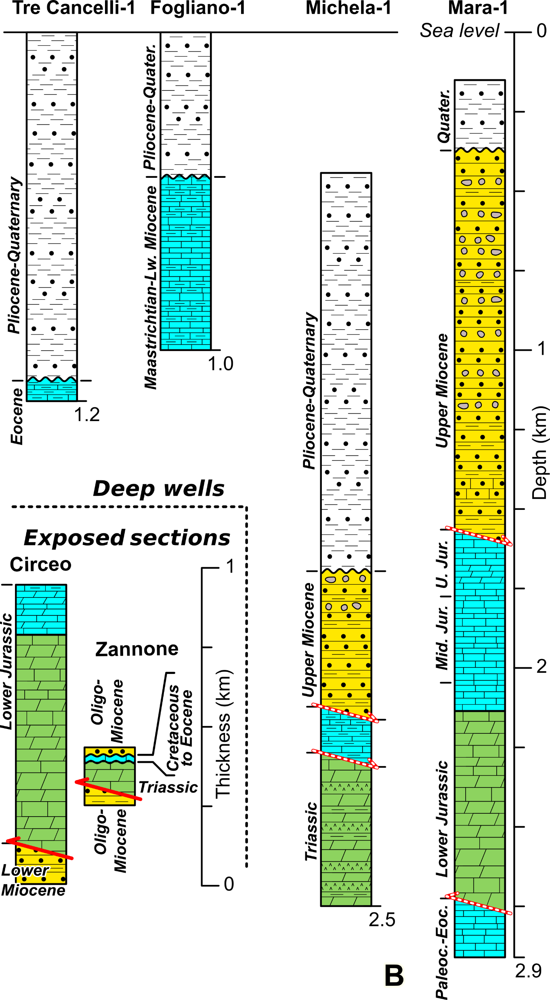 Tre Cancelli-1
Fogliano-1
Michela-1
Mara-1
Sea level
0
Pliocene-Quaternary
Eocene
1.2
Pliocene-Quater.
Maastrichtian-Lw. Miocene
1.0
Pliocene-Quaternary
Upper Miocene
Triassic
2.5
Quater.
Upper Miocene
U. Jur.
Mid. Jur.
Lower Jurassic
Paleoc.-Eoc.
1
Depth (km)
2
2.9
Deep wells
Exposed sections
Circeo
Lower Jurassic
Lower
Miocene
Zannone
Oligo-
Miocene
Cretaceous
to Eocene
Triassic
Oligo-
Miocene
1
Thickness (km)
0
B